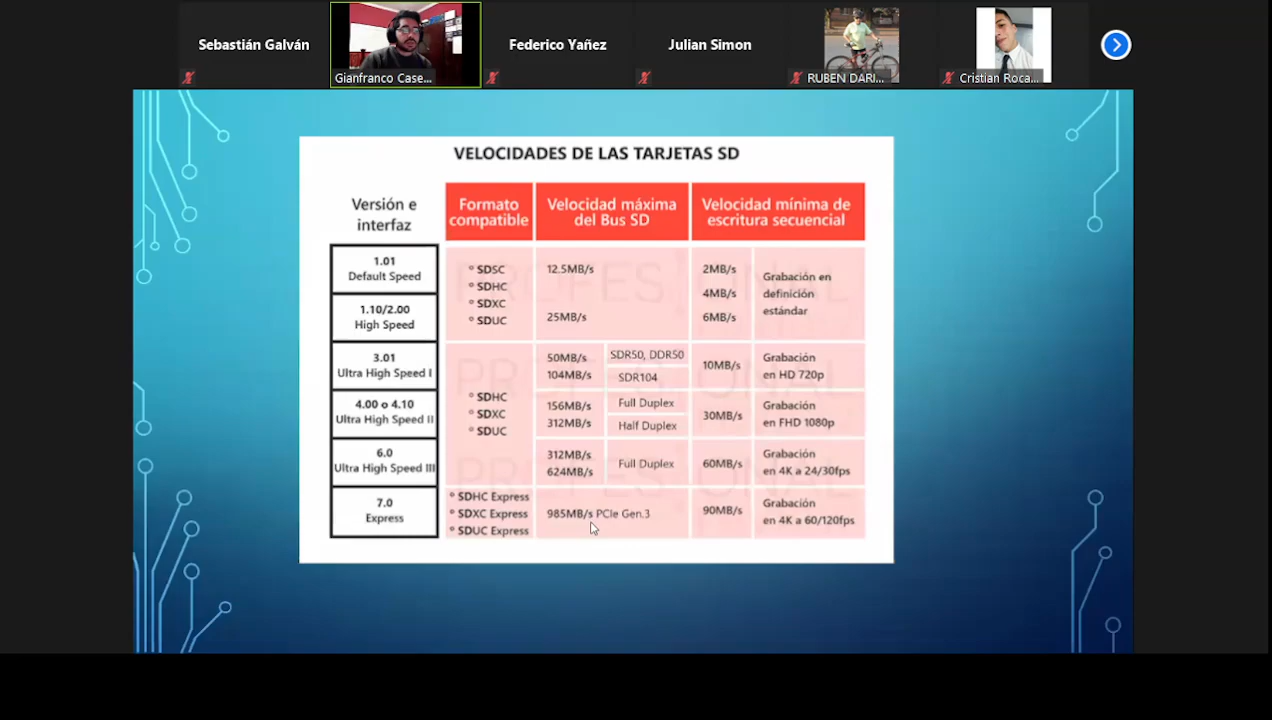 Sebastián Galván
Gianfranco Case...
Federico Yañez
Julian Simon
RUBEN DARI...
Cristian Roca...
VELOCIDADES DE LAS TARJETAS SD
Versión e
interfaz
Formato
compatible
Velocidad máxima
del Bus SD
Velocidad mínima de
escritura secuencial
1.01
Default Speed
1.10/2.00
High Speed
° SDSC
° SDHC
° SDXC
° SDUC
12.5MB/s
25MB/s
2MB/s
4MB/s
6MB/s
Grabación en
definición
estándar
3.01
Ultra High Speed I
50MB/s
104MB/s
SDR50, DDR50
SDR104
10MB/s
Grabación
en HD 720p
4.00 o 4.10
Ultra High Speed II
° SDHC
° SDXC
° SDUC
156MB/s
312MB/s
Full Duplex
Half Duplex
30MB/s
Grabación
en FHD 1080p
6.0
Ultra High Speed III
312MB/s
624MB/s
Full Duplex
60MB/s
Grabación
en 4K a 24/30fps
7.0
Express
° SDHC Express
° SDXC Express
° SDUC Express
985MB/s PCIe Gen.3
90MB/s
Grabación
en 4K a 60/120fps